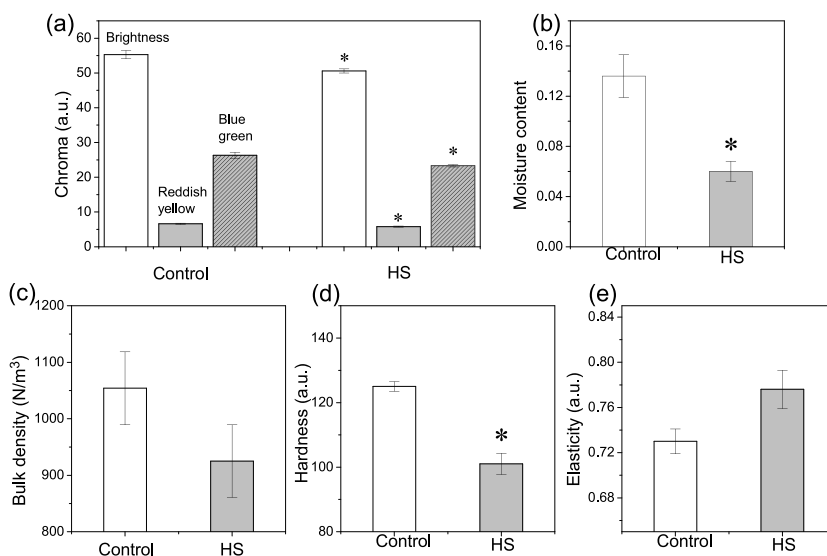 (a)
Chroma (a.u.)
60
50
40
30
20
10
0
Brightness
Reddish
yellow
Blue
green
*
*
*
Control
HS
(b)
Moisture content
0.16
0.12
0.08
0.04
0.00
*
Control
HS
(c)
Bulk density (N/m³)
1200
1100
1000
900
800
Control
HS
(d)
Hardness (a.u.)
140
120
100
80
*
Control
HS
(e)
Elasticity (a.u.)
0.84
0.80
0.76
0.72
0.68
Control
HS